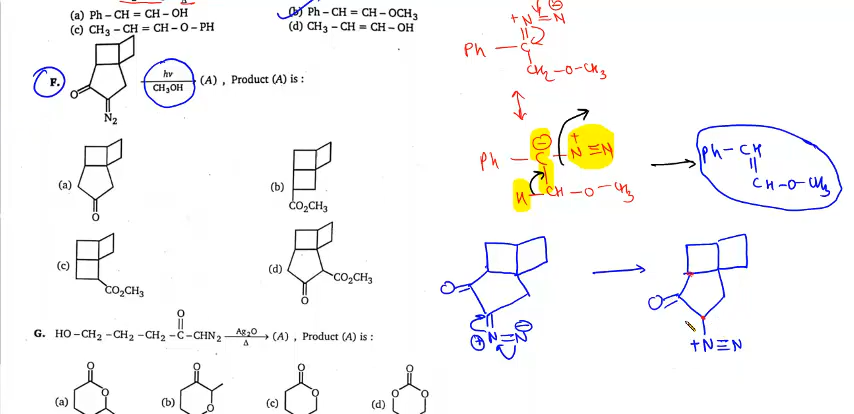 (a) Ph – CH = CH – OH
(b) Ph – CH = CH – OCH₃
(c) CH₃ – CH = CH – O – PH
(d) CH₃ – CH = CH – OH
F.
O
N₂
hν
CH₃OH
(A) , Product (A) is :
(a)
O
(b)
CO₂CH₃
(c)
CO₂CH₃
(d)
CO₂CH₃
O
G. HO – CH₂ – CH₂ – CH₂ – C – CHN₂
O
Ag₂O
Δ
(A) , Product (A) is :
(a)
O
O
(b)
O
O
(c)
O
O
(d)
O
O
O
+N=N
⊖
Ph – C
CH₂–O–CH₃
⊖
+
Ph – C – N≡N
H – CH – O – CH₃
Ph – CH
CH–O–CH₃
O
⊕ N=N ⊖
O
+N≡N